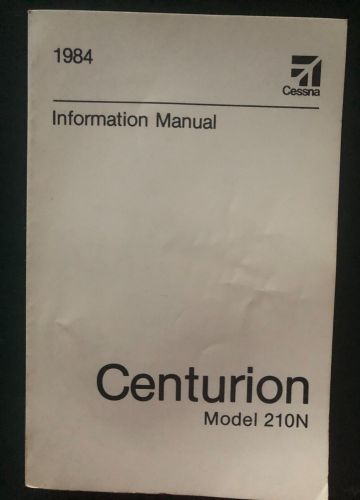 1984
Cessna
Information Manual
Centurion
Model 210N